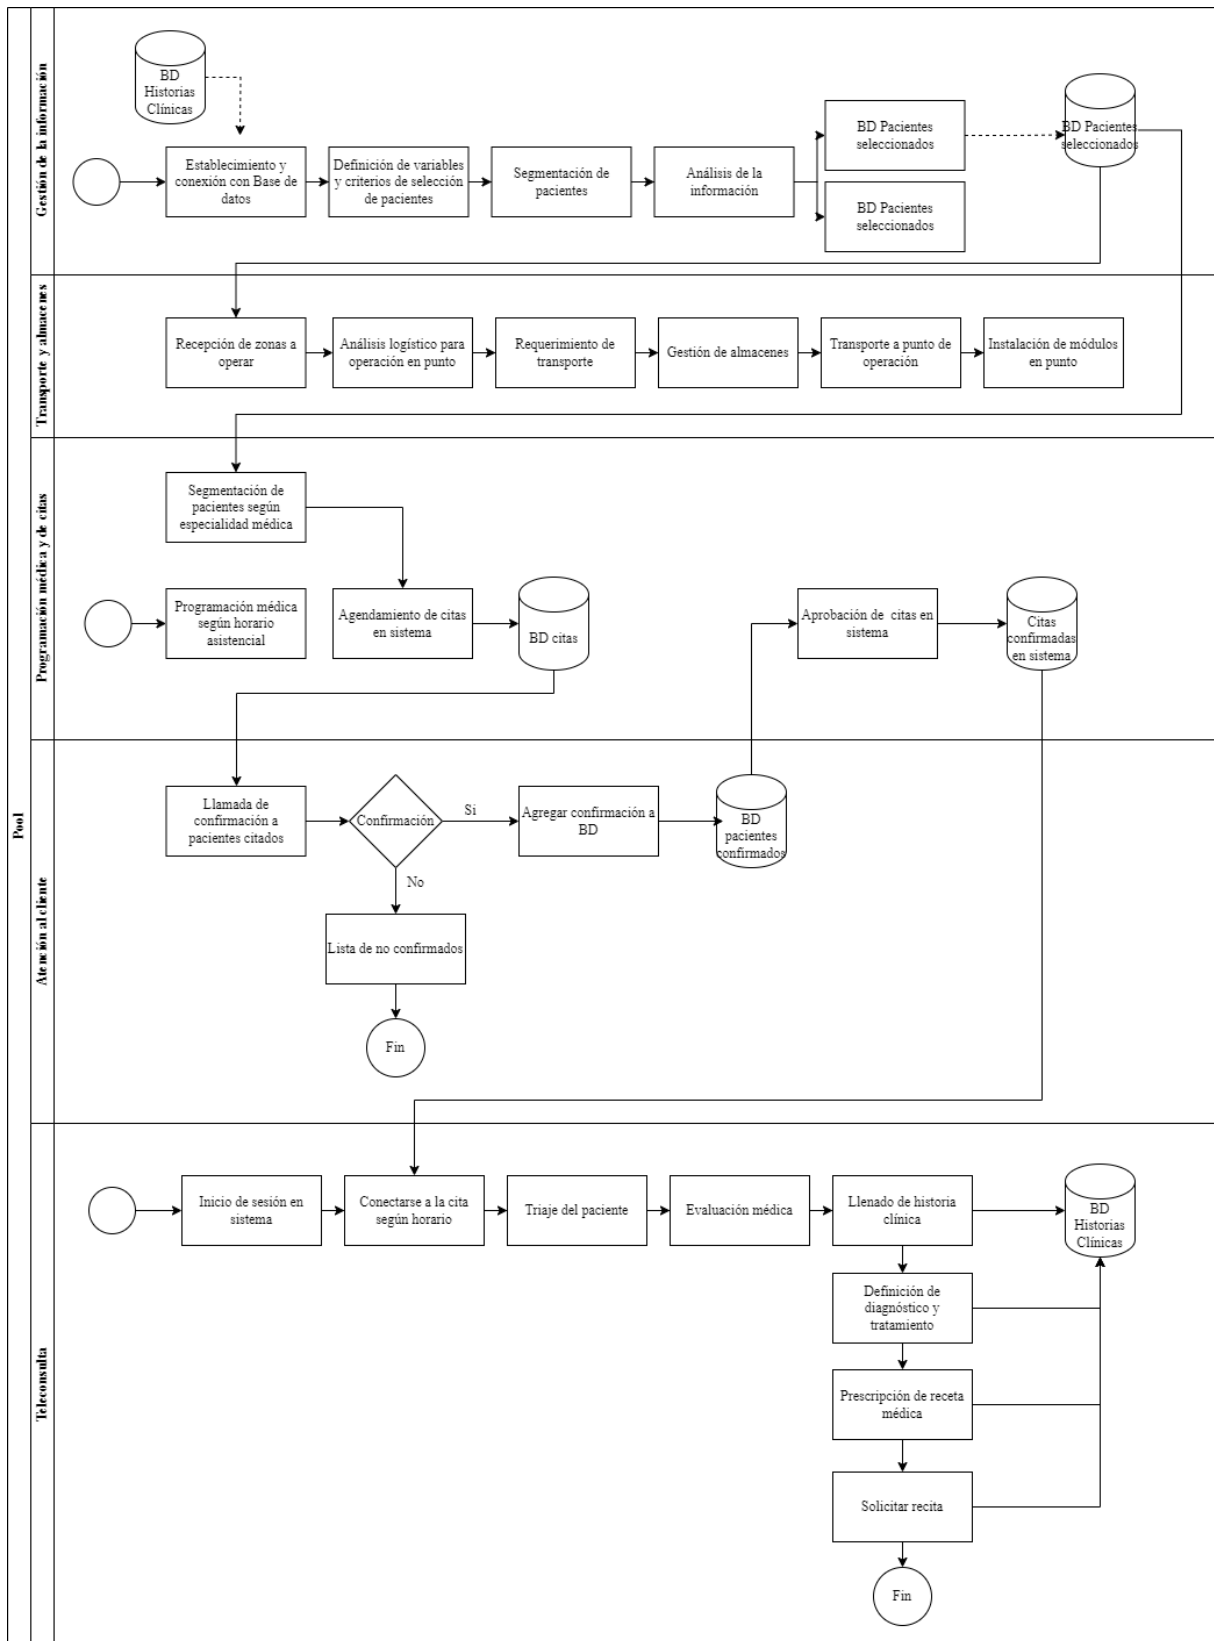 Pool
Gestión de la información
BD
Historias
Clínicas
Establecimiento y
conexión con Base de
datos
Definición de variables
y criterios de selección
de pacientes
Segmentación de
pacientes
Análisis de la
información
BD Pacientes
seleccionados
BD Pacientes
seleccionados
BD Pacientes
seleccionados
Transporte y almacenes
Recepción de zonas a
operar
Análisis logístico para
operación en punto
Requerimiento de
transporte
Gestión de almacenes
Transporte a punto de
operación
Instalación de módulos
en punto
Programación médica y de citas
Segmentación de
pacientes según
especialidad médica
Programación médica
según horario
asistencial
Agendamiento de citas
en sistema
BD citas
Aprobación de citas en
sistema
Citas
confirmadas
en sistema
Atención al cliente
Llamada de
confirmación a
pacientes citados
Confirmación
Si
Agregar confirmación a
BD
BD
pacientes
confirmados
No
Lista de no confirmados
Fin
Teleconsulta
Inicio de sesión en
sistema
Conectarse a la cita
según horario
Triaje del paciente
Evaluación médica
Llenado de historia
clínica
BD
Historias
Clínicas
Definición de
diagnóstico y
tratamiento
Prescripción de receta
médica
Solicitar recita
Fin